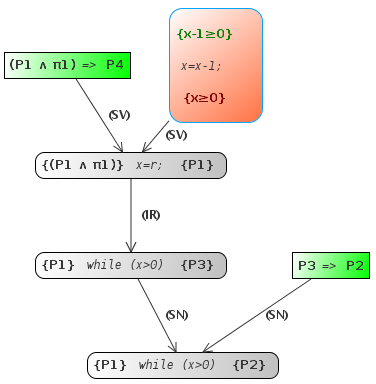 {x-1≥0}
(P1 ∧ π1) => P4
x=x-1;
{x≥0}
(SV)
(SV)
{(P1 ∧ π1)} x=r; {P1}
(IR)
{P1} while (x>0) {P3}
P3 => P2
(SN)
(SN)
{P1} while (x>0) {P2}